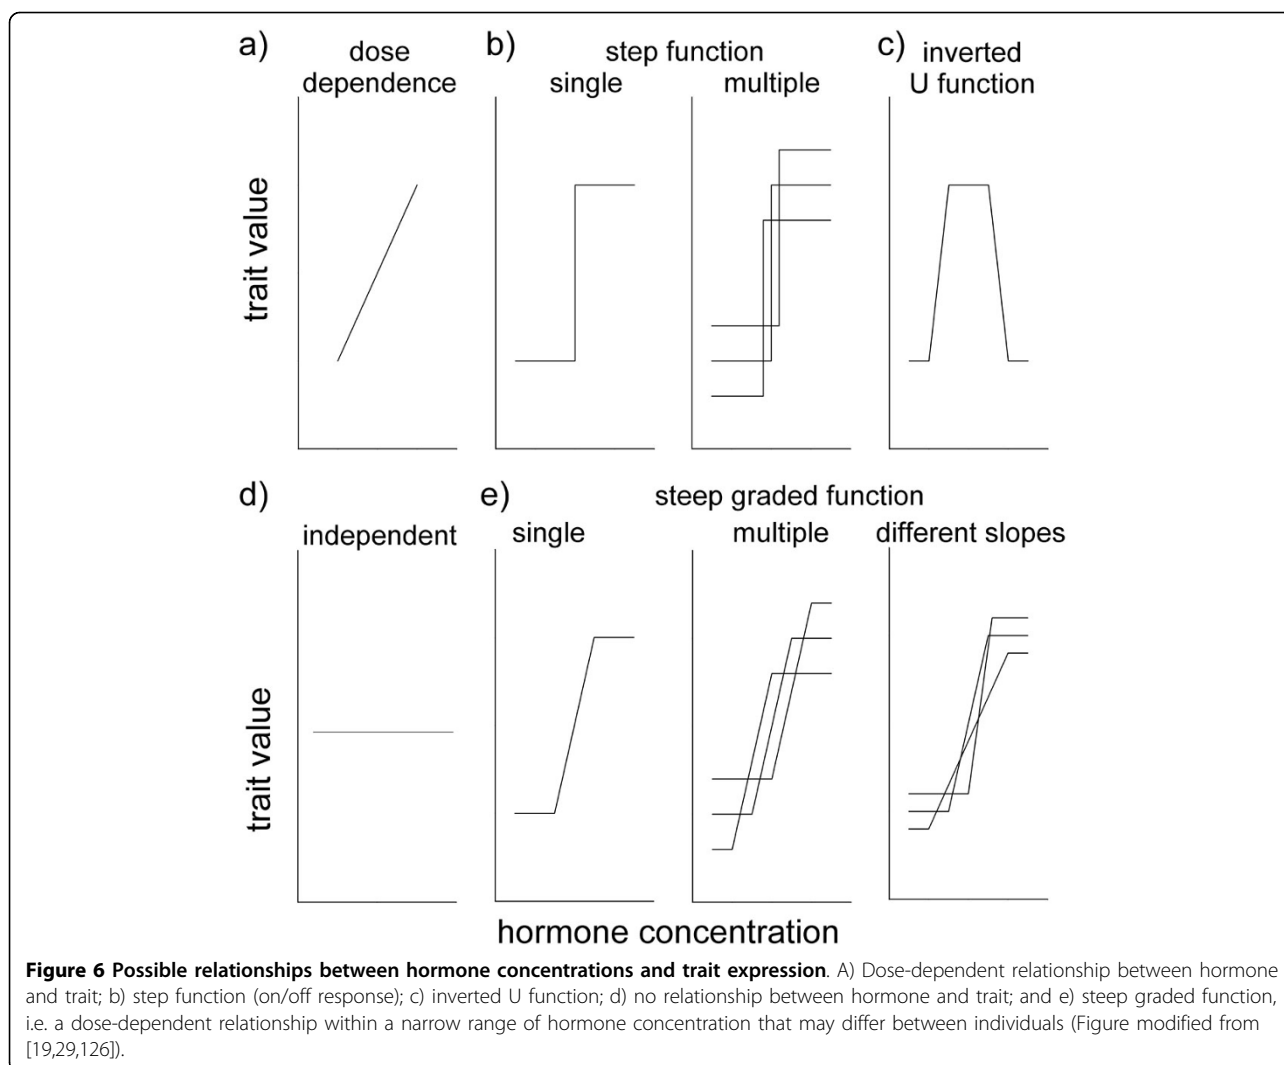 a)
dose
dependence
b)
step function
single
multiple
c)
inverted
U function
trait value
d)
independent
e)
steep graded function
single
multiple
different slopes
trait value
hormone concentration
Figure 6 Possible relationships between hormone concentrations and trait expression. A) Dose-dependent relationship between hormone
and trait; b) step function (on/off response); c) inverted U function; d) no relationship between hormone and trait; and e) steep graded function,
i.e. a dose-dependent relationship within a narrow range of hormone concentration that may differ between individuals (Figure modified from
[19,29,126]).